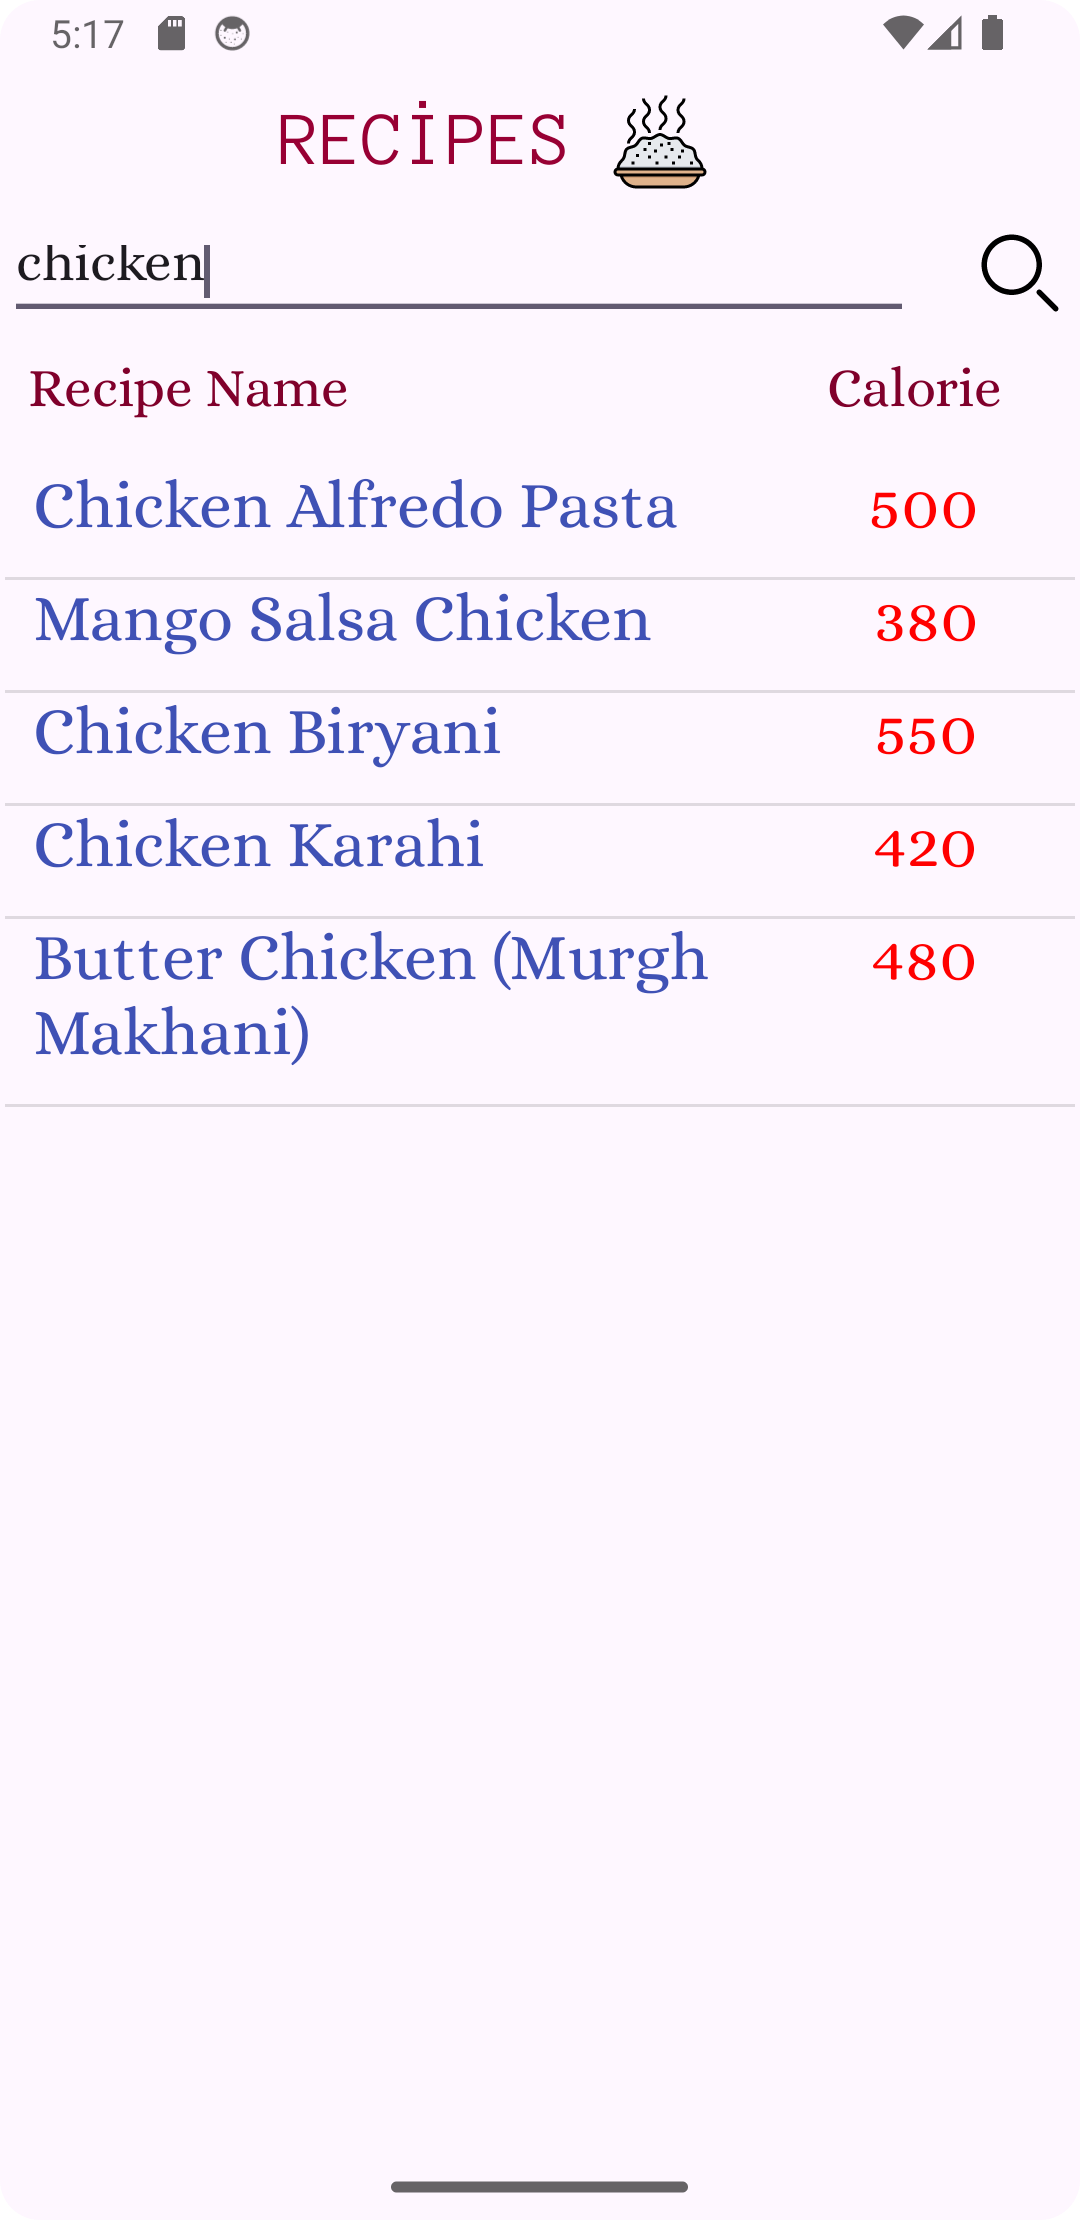 5:17
RECİPES
chicken
Recipe Name Calorie
Chicken Alfredo Pasta 500
Mango Salsa Chicken 380
Chicken Biryani 550
Chicken Karahi 420
Butter Chicken (Murgh 480
Makhani)